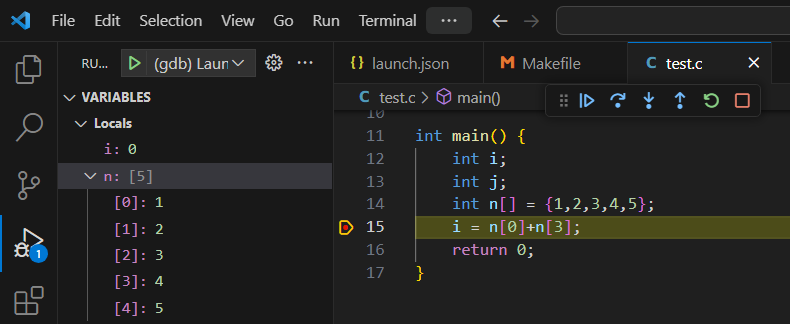 File Edit Selection View Go Run Terminal ···
RU... (gdb) Laun ···
launch.json Makefile test.c
VARIABLES
test.c > main()
Locals
i: 0
n: [5]
[0]: 1
[1]: 2
[2]: 3
[3]: 4
[4]: 5
1
10
11 int main() {
12 int i;
13 int j;
14 int n[] = {1,2,3,4,5};
15 i = n[0]+n[3];
16 return 0;
17 }